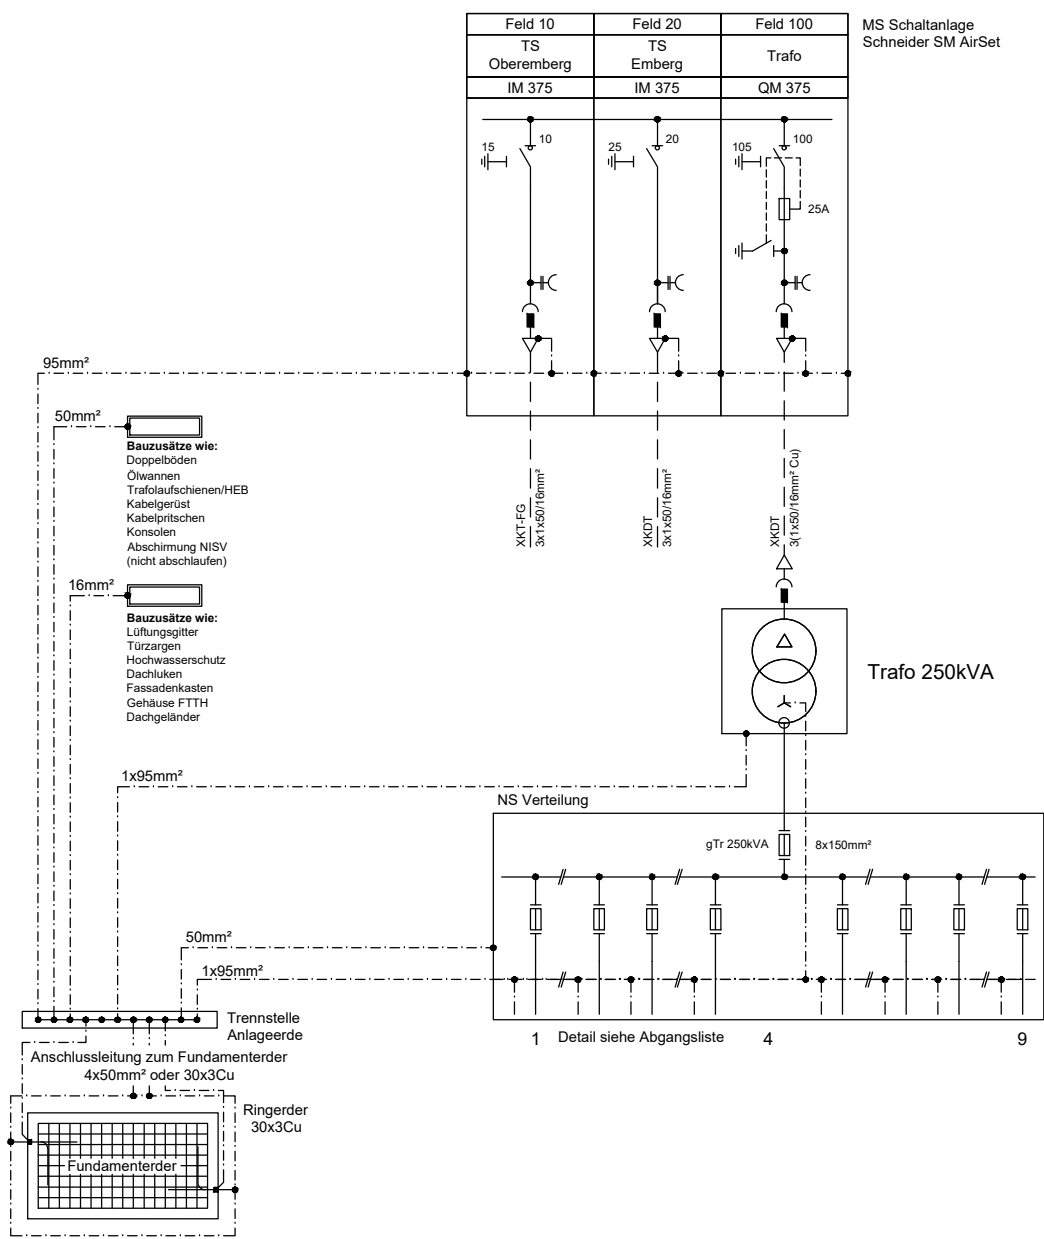 Feld 10
Feld 20
Feld 100
MS Schaltanlage
Schneider SM AirSet
TS
Oberemberg
TS
Emberg
Trafo
IM 375
IM 375
QM 375
15
10
25
20
105
100
25A
95mm²
50mm²
Bauzusätze wie:
Doppelböden
Ölwannen
Trafolaufschienen/HEB
Kabelgerüst
Kabelpritschen
Konsolen
Abschirmung NISV
(nicht abschlaufen)
XKT-FG
3x1x50/16mm²
XKDT
3x1x50/16mm²
XKDT
3(1x50/16mm² Cu)
16mm²
Bauzusätze wie:
Lüftungsgitter
Türzargen
Hochwasserschutz
Dachluken
Fassadenkasten
Gehäuse FTTH
Dachgeländer
Trafo 250kVA
1x95mm²
NS Verteilung
gTr 250kVA
8x150mm²
50mm²
1x95mm²
Trennstelle
Anlageerde
1
Detail siehe Abgangsliste
4
9
Anschlussleitung zum Fundamenterder
4x50mm² oder 30x3Cu
Ringerder
30x3Cu
Fundamenterder